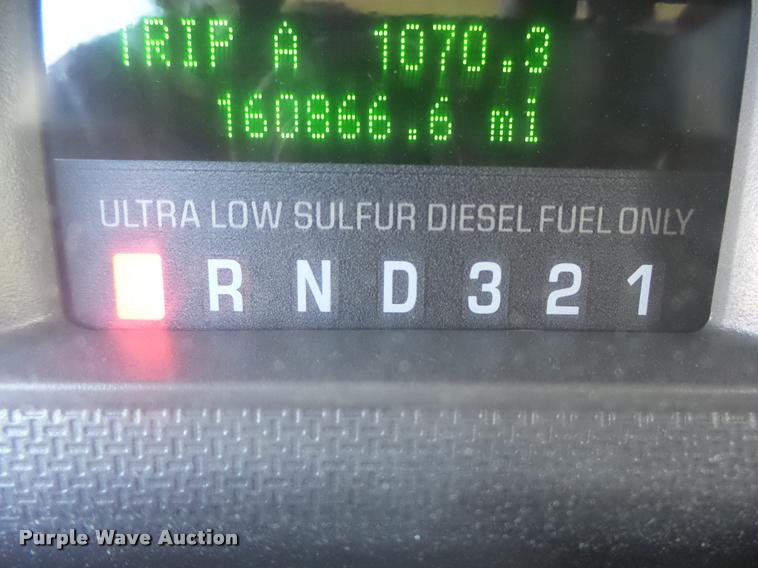 TRIP A 1070.3
160866.6 mi
ULTRA LOW SULFUR DIESEL FUEL ONLY
R N D 3 2 1
Purple Wave Auction